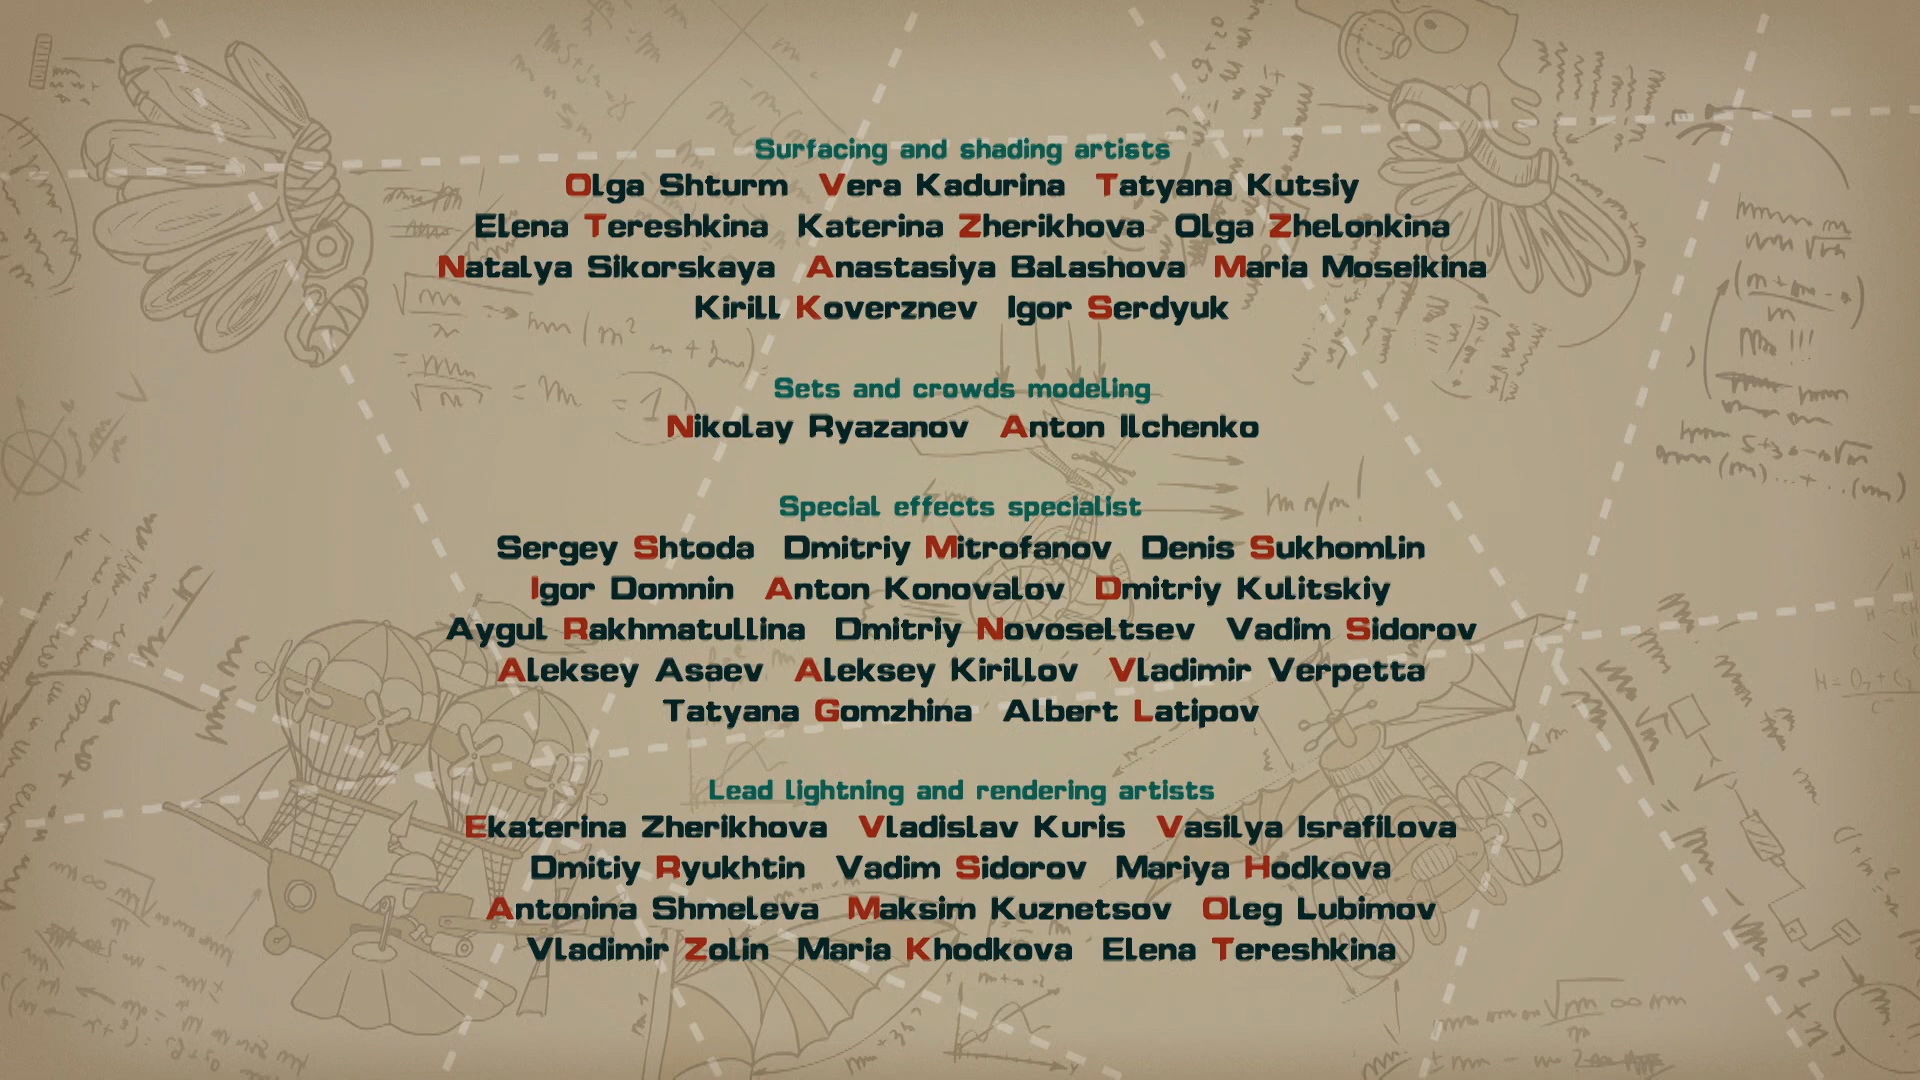 Surfacing and shading artists
Olga Shturm Vera Kadurina Tatyana Kutsiy
Elena Tereshkina Katerina Zherikhova Olga Zhelonkina
Natalya Sikorskaya Anastasiya Balashova Maria Moseikina
Kirill Koverznev Igor Serdyuk
Sets and crowds modeling
Nikolay Ryazanov Anton Ilchenko
Special effects specialist
Sergey Shtoda Dmitriy Mitrofanov Denis Sukhomlin
Igor Domnin Anton Konovalov Dmitriy Kulitskiy
Aygul Rakhmatullina Dmitriy Novoseltsev Vadim Sidorov
Aleksey Asaev Aleksey Kirillov Vladimir Verpetta
Tatyana Gomzhina Albert Latipov
Lead lightning and rendering artists
Ekaterina Zherikhova Vladislav Kuris Vasilya Israfilova
Dmitiy Ryukhtin Vadim Sidorov Mariya Hodkova
Antonina Shmeleva Maksim Kuznetsov Oleg Lubimov
Vladimir Zolin Maria Khodkova Elena Tereshkina